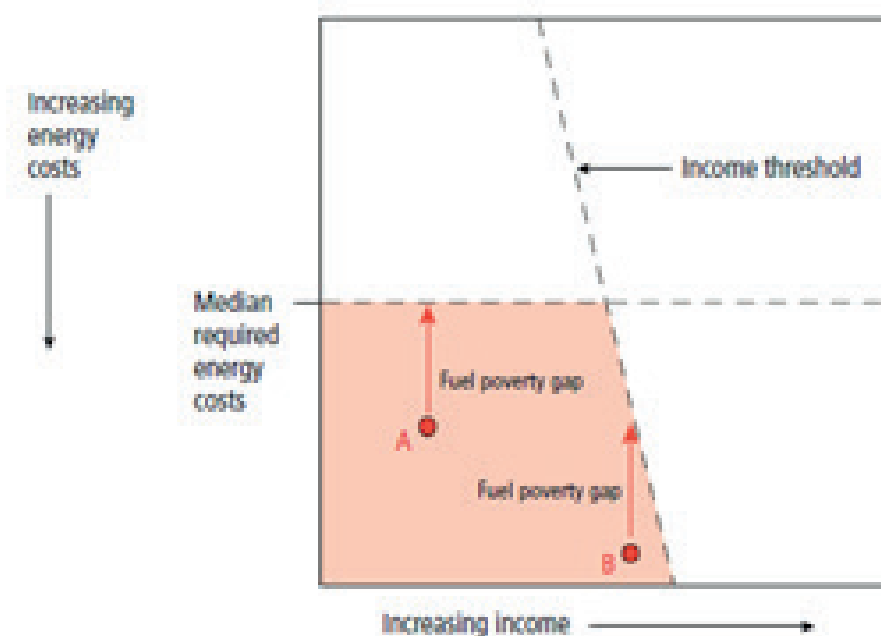 Increasing
energy
costs
Income threshold
Median
required
energy
costs
Fuel poverty gap
A
Fuel poverty gap
B
Increasing income